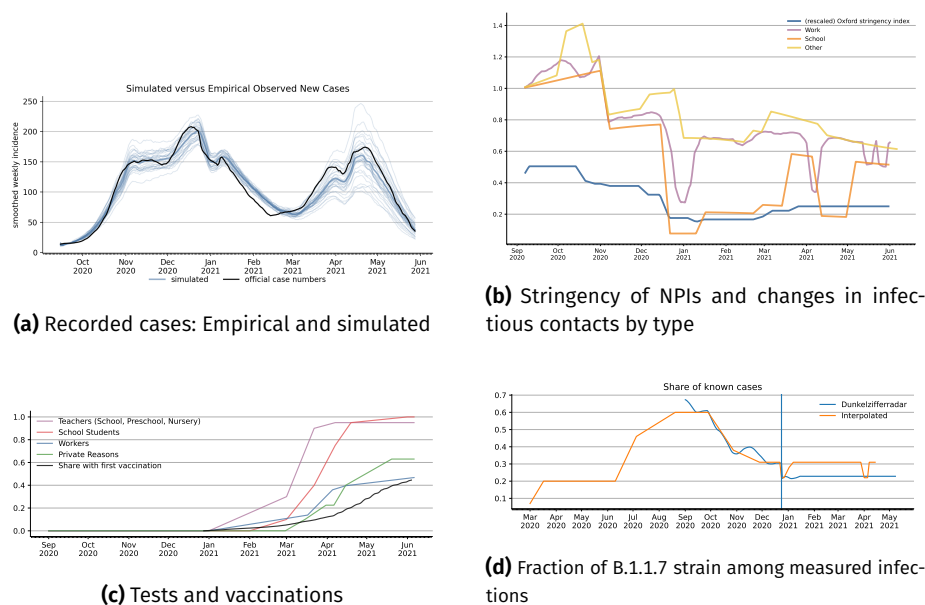 Simulated versus Empirical Observed New Cases
smoothed weekly incidence
250
200
150
100
50
0
Oct 2020
Nov 2020
Dec 2020
Jan 2021
Feb 2021
Mar 2021
Apr 2021
May 2021
Jun 2021
simulated
official case numbers
(a) Recorded cases: Empirical and simulated
1.4
1.2
1.0
0.8
0.6
0.4
0.2
(rescaled) Oxford stringency index
Work
School
Other
Sep 2020
Oct 2020
Nov 2020
Dec 2020
Jan 2021
Feb 2021
Mar 2021
Apr 2021
May 2021
Jun 2021
(b) Stringency of NPIs and changes in infec-
tious contacts by type
1.0
0.8
0.6
0.4
0.2
0.0
Teachers (School, Preschool, Nursery)
School Students
Workers
Private Reasons
Share with first vaccination
Sep 2020
Oct 2020
Nov 2020
Dec 2020
Jan 2021
Feb 2021
Mar 2021
Apr 2021
May 2021
Jun 2021
(c) Tests and vaccinations
Share of known cases
0.7
0.6
0.5
0.4
0.3
0.2
0.1
Dunkelzifferradar
Interpolated
Mar 2020
Apr 2020
May 2020
Jun 2020
Jul 2020
Aug 2020
Sep 2020
Oct 2020
Nov 2020
Dec 2020
Jan 2021
Feb 2021
Mar 2021
Apr 2021
May 2021
(d) Fraction of B.1.1.7 strain among measured infec-
tions